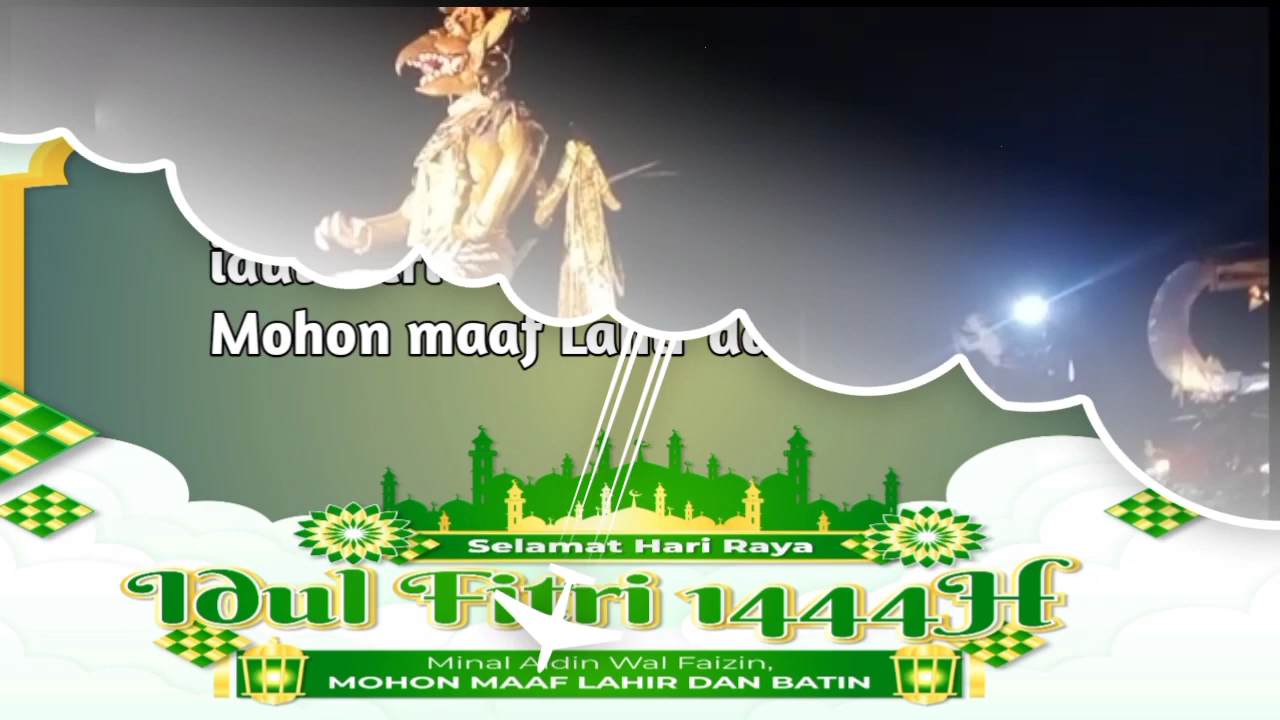 Mohon maaf
Selamat Hari Raya
Idul Fitri 1444H
Minal Aidin Wal Faizin,
MOHON MAAF LAHIR DAN BATIN